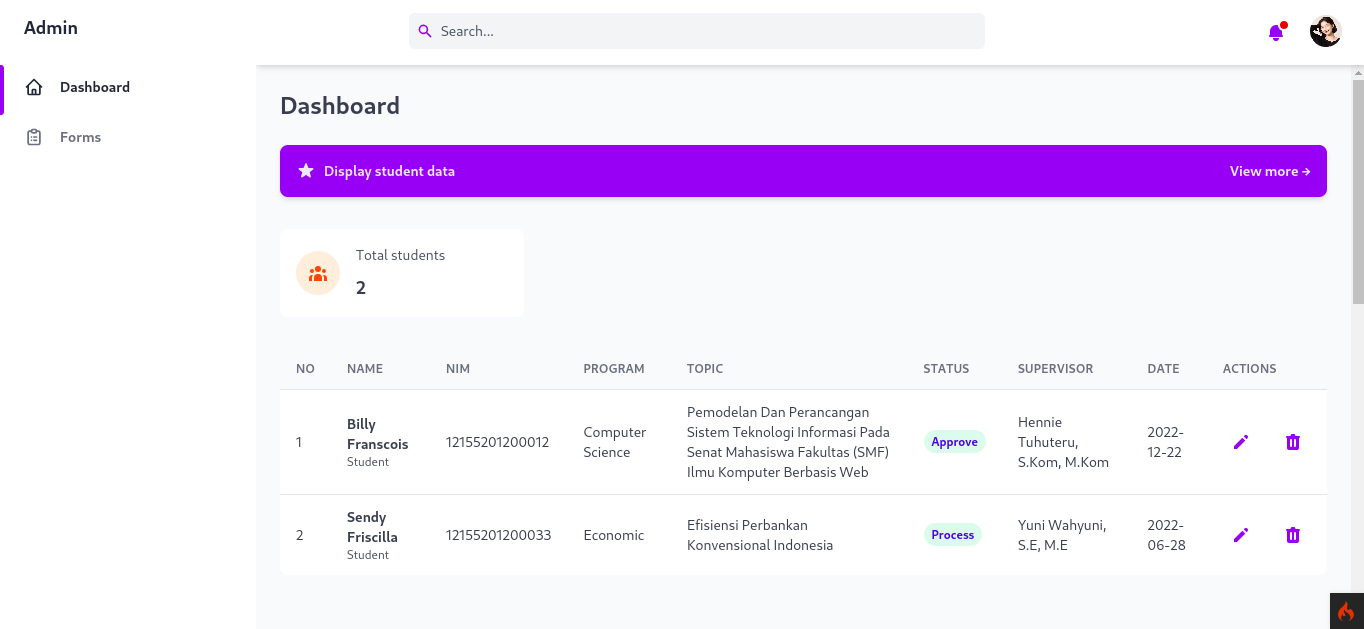 Admin
Search...
Dashboard
Forms
Dashboard
Display student data
View more →
Total students
2
NO NAME NIM PROGRAM TOPIC STATUS SUPERVISOR DATE ACTIONS
1
Billy
Franscois
Student
12155201200012
Computer
Science
Pemodelan Dan Perancangan
Sistem Teknologi Informasi Pada
Senat Mahasiswa Fakultas (SMF)
Ilmu Komputer Berbasis Web
Approve
Hennie
Tuhuteru,
S.Kom, M.Kom
2022-
12-22
2
Sendy
Friscilla
Student
12155201200033
Economic
Efisiensi Perbankan
Konvensional Indonesia
Process
Yuni Wahyuni,
S.E, M.E
2022-
06-28